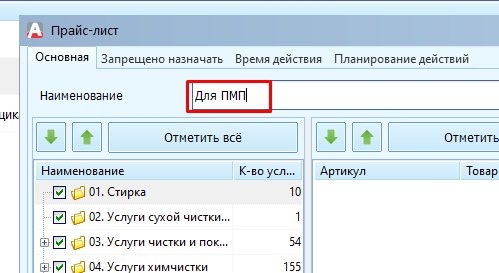 Прайс-лист
Основная Запрещено назначать Время действия Планирование действий
Наименование Для ПМП
Отметить всё Отметить
Наименование К-во усл... Артикул Товар
01. Стирка 10
02. Услуги сухой чистки... 1
03. Услуги чистки и пок... 54
04. Услуги химчистки 155